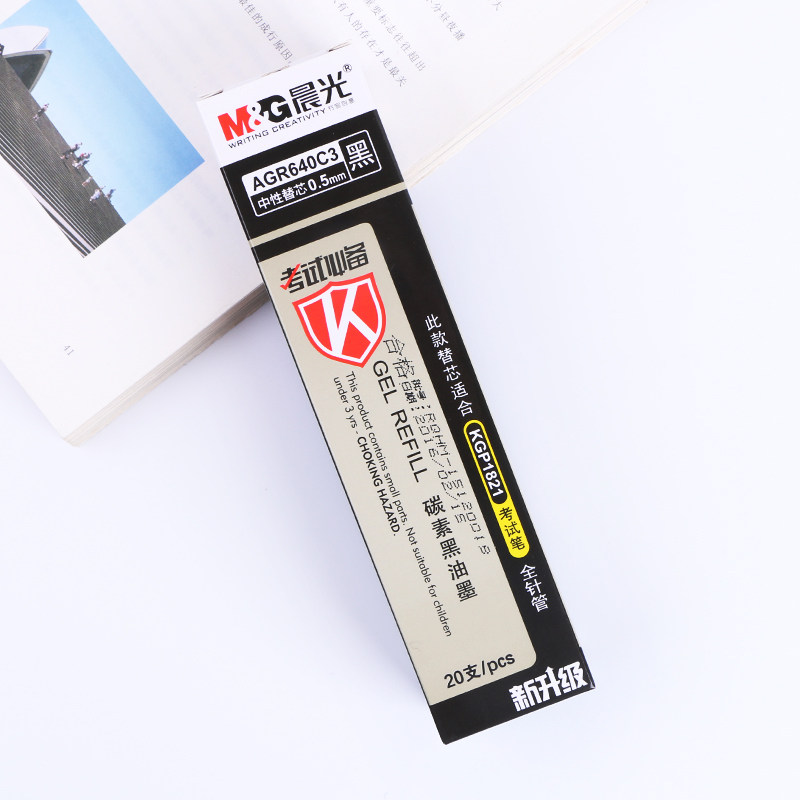 M&G晨光®
WRITING CREATIVITY
AGR640C3
中性替芯0.5mm
黑
考试必备
K
合格
GEL REFILL 碳素黑油墨
This product contains small parts. Not suitable for children
under 3 yrs - CHOKING HAZARD.
20支/pcs
此款替芯适合 KGP1821 考试笔 全针管
新升级
41